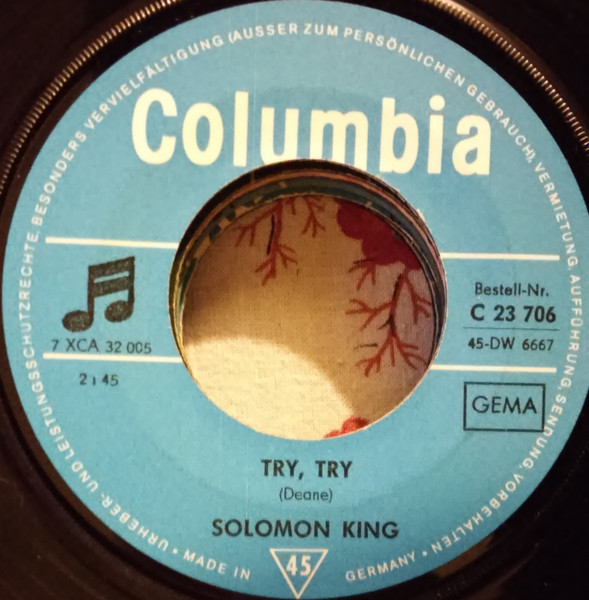 URHEBER- UND LEISTUNGSSCHUTZRECHTE, BESONDERS VERVIELFÄLTIGUNG (AUSSER ZUM PERSÖNLICHEN GEBRAUCH), VERMIETUNG, AUFFÜHRUNG, SENDUNG, VORBEHALTEN •
Columbia
7 XCA 32 005
2:45
Bestell-Nr.
C 23 706
45-DW 6667
GEMA
TRY, TRY
(Deane)
SOLOMON KING
• MADE IN 45 GERMANY